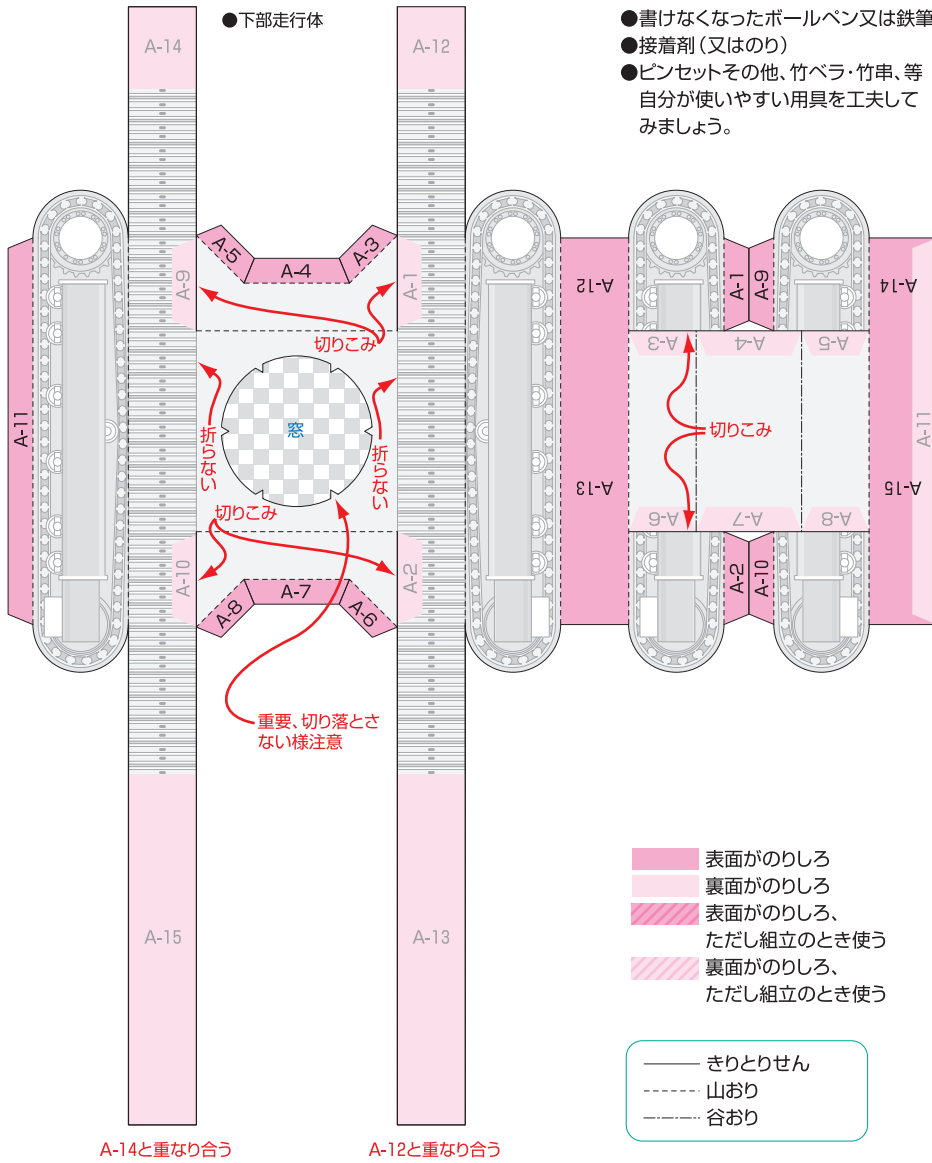 ●下部走行体
●書けなくなったボールペン又は鉄筆
●接着剤(又はのり)
●ピンセットその他、竹ベラ・竹串、等
自分が使いやすい用具を工夫して
みましょう。
A-14
A-12
A-5
A-4
A-3
A-9
A-1
切りこみ
A-11
折らない
窓
折らない
切りこみ
A-10
A-2
A-8
A-7
A-6
重要、切り落とさ
ない様注意
A-12
A-1
A-9
A-14
A-3
A-4
A-5
切りこみ
A-11
A-13
A-15
A-6
A-7
A-8
A-2
A-10
A-15
A-13
表面がのりしろ
裏面がのりしろ
表面がのりしろ、
ただし組立のとき使う
裏面がのりしろ、
ただし組立のとき使う
きりとりせん
山おり
谷おり
A-14と重なり合う
A-12と重なり合う